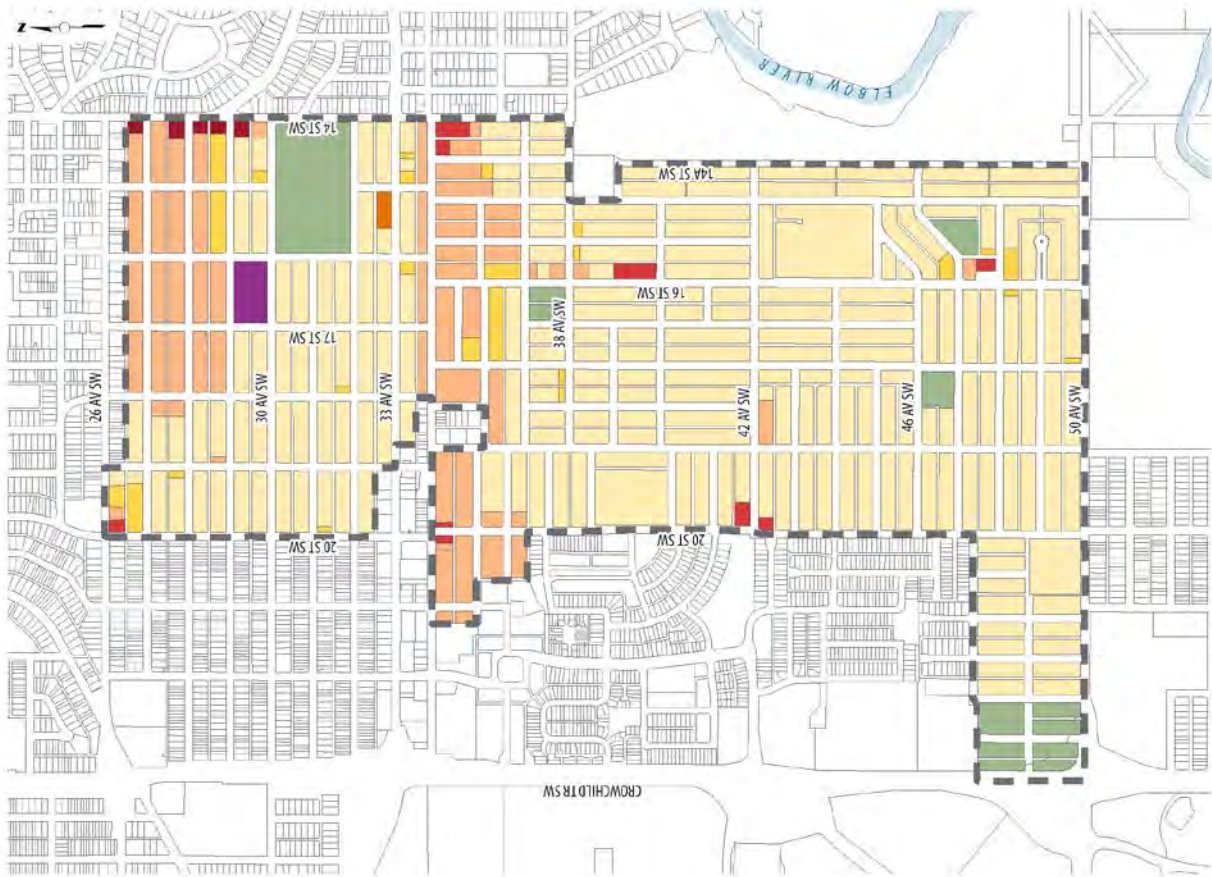 N
ELBOW RIVER
14 ST SW
14A ST SW
16 ST SW
17 ST SW
38 AV SW
26 AV SW
30 AV SW
33 AV SW
42 AV SW
46 AV SW
50 AV SW
20 ST SW
20 ST SW
CROWCHILD TR SW